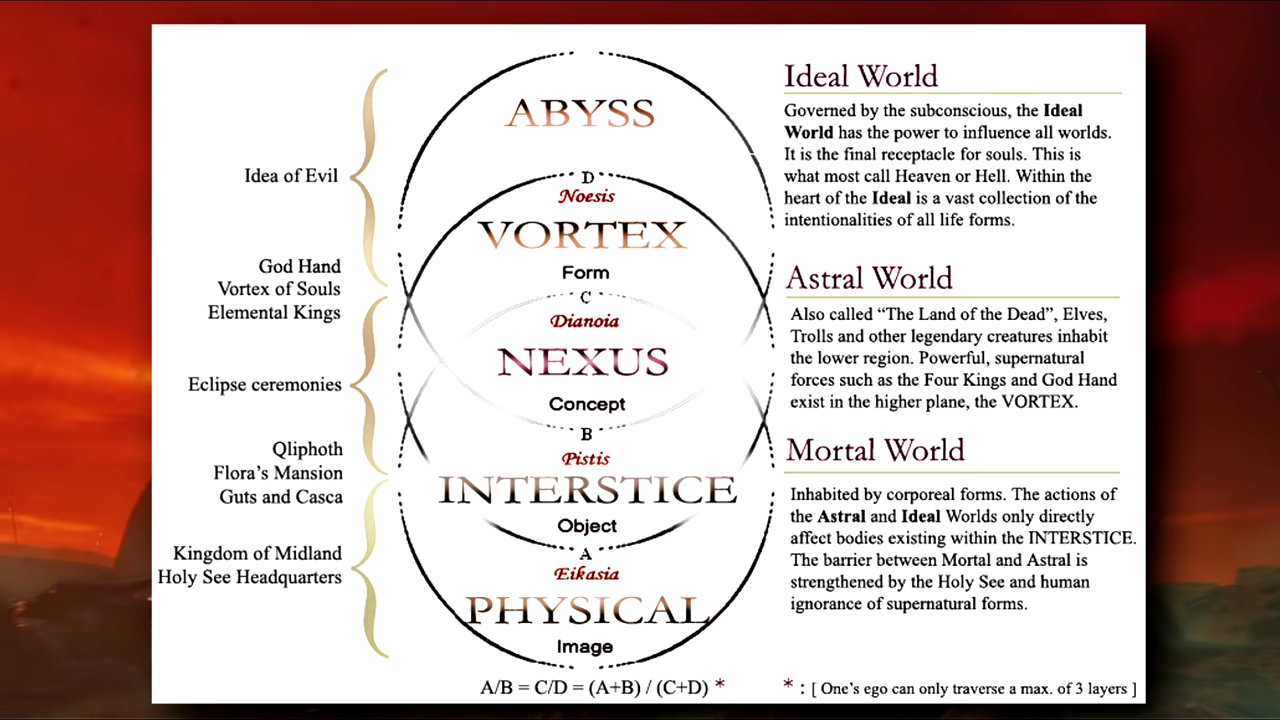 ABYSS
D
Noesis
VORTEX
Form
C
Dianoia
NEXUS
Concept
B
Pistis
INTERSTICE
Object
A
Eikasia
PHYSICAL
Image
A/B = C/D = (A+B) / (C+D) *
Idea of Evil
God Hand
Vortex of Souls
Elemental Kings
Eclipse ceremonies
Qliphoth
Flora's Mansion
Guts and Casca
Kingdom of Midland
Holy See Headquarters
Ideal World
Governed by the subconscious, the Ideal
World has the power to influence all worlds.
It is the final receptacle for souls. This is
what most call Heaven or Hell. Within the
heart of the Ideal is a vast collection of the
intentionalities of all life forms.
Astral World
Also called “The Land of the Dead”, Elves,
Trolls and other legendary creatures inhabit
the lower region. Powerful, supernatural
forces such as the Four Kings and God Hand
exist in the higher plane, the VORTEX.
Mortal World
Inhabited by corporeal forms. The actions of
the Astral and Ideal Worlds only directly
affect bodies existing within the INTERSTICE.
The barrier between Mortal and Astral is
strengthened by the Holy See and human
ignorance of supernatural forms.
* : [ One's ego can only traverse a max. of 3 layers ]